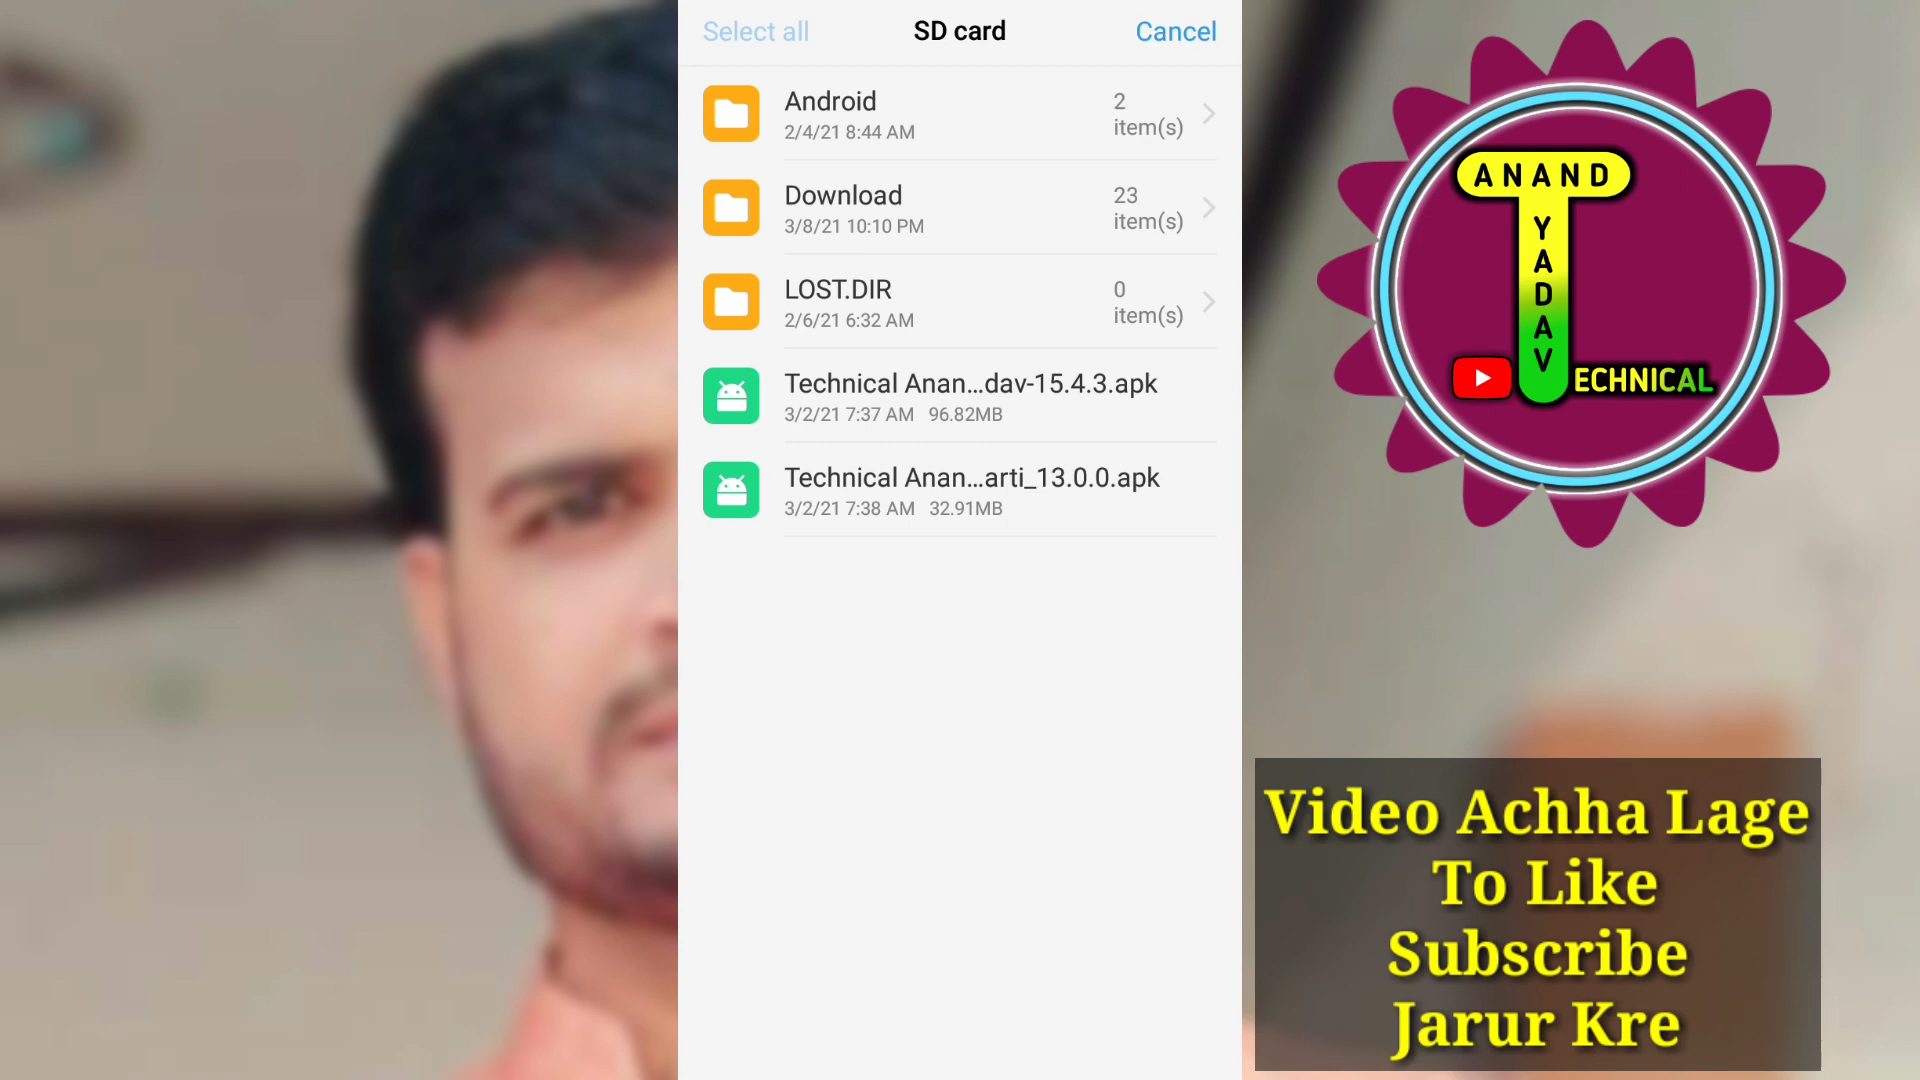 Select all
SD card
Cancel
Android
2/4/21 8:44 AM
2
item(s)
Download
3/8/21 10:10 PM
23
item(s)
LOST.DIR
2/6/21 6:32 AM
0
item(s)
Technical Anan...dav-15.4.3.apk
3/2/21 7:37 AM 96.82MB
Technical Anan...arti_13.0.0.apk
3/2/21 7:38 AM 32.91MB
ANAND
YADAV
ECHNICAL
Video Achha Lage
To Like
Subscribe
Jarur Kre